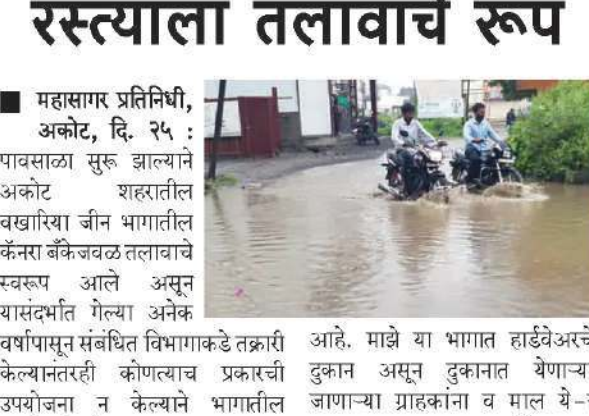 रस्त्याला तलावाचे रूप
महासागर प्रतिनिधी,
अकोट, दि. २५ :
पावसाळा सुरू झाल्याने
अकोट शहरातील
वखारिया जीन भागातील
कॅनरा बँकेजवळ तलावाचे
स्वरूप आले असून
यासंदर्भात गेल्या अनेक
वर्षापासून संबंधित विभागाकडे तक्रारी
केल्यानंतरही कोणत्याच प्रकारची
उपयोजना न केल्याने भागातील
आहे. माझे या भागात हार्डवेअरचे
दुकान असून दुकानात येणाऱ्या
जाणाऱ्या ग्राहकांना व माल ये-